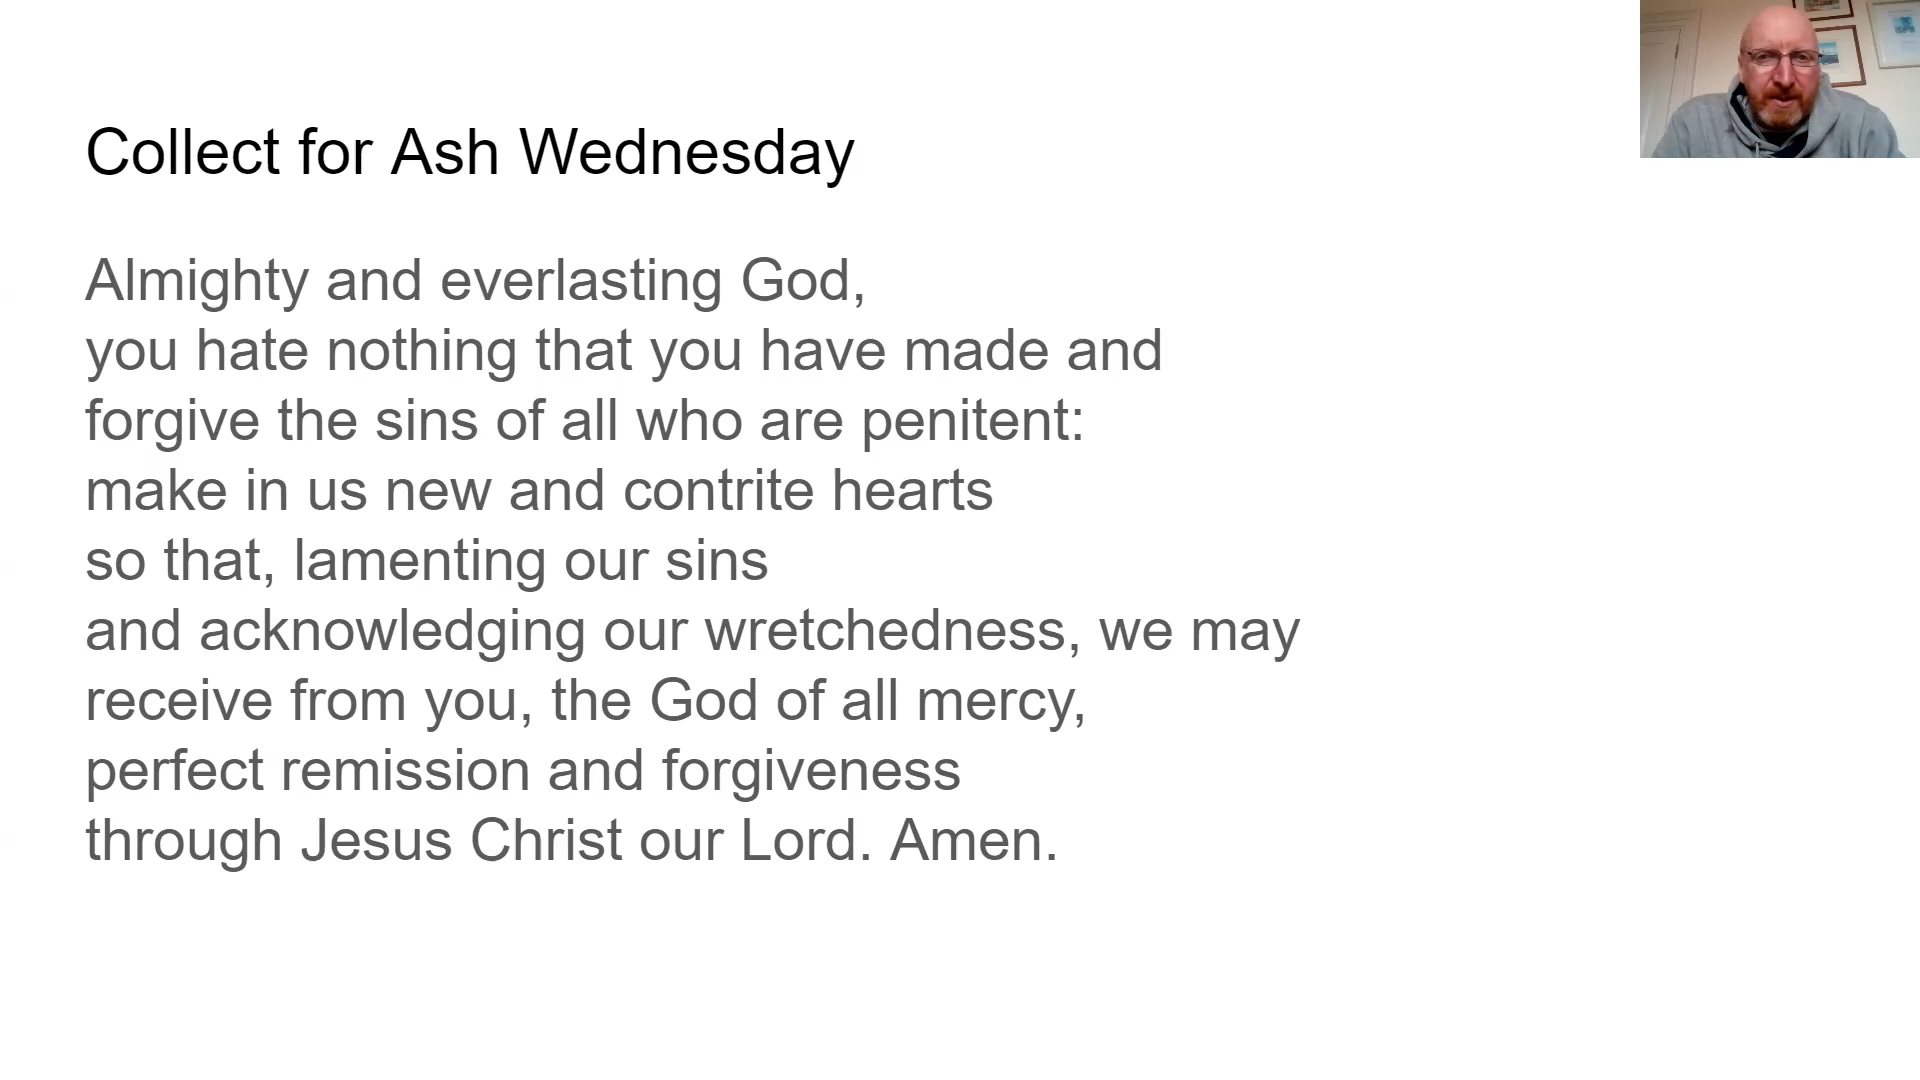 Collect for Ash Wednesday
Almighty and everlasting God,
you hate nothing that you have made and
forgive the sins of all who are penitent:
make in us new and contrite hearts
so that, lamenting our sins
and acknowledging our wretchedness, we may
receive from you, the God of all mercy,
perfect remission and forgiveness
through Jesus Christ our Lord. Amen.